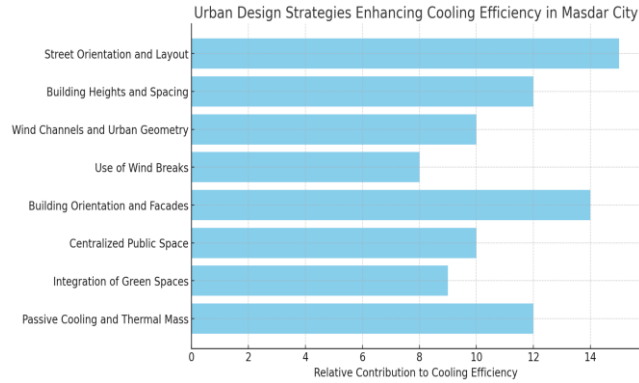 Urban Design Strategies Enhancing Cooling Efficiency in Masdar City
Street Orientation and Layout
Building Heights and Spacing
Wind Channels and Urban Geometry
Use of Wind Breaks
Building Orientation and Facades
Centralized Public Space
Integration of Green Spaces
Passive Cooling and Thermal Mass
0 2 4 6 8 10 12 14
Relative Contribution to Cooling Efficiency